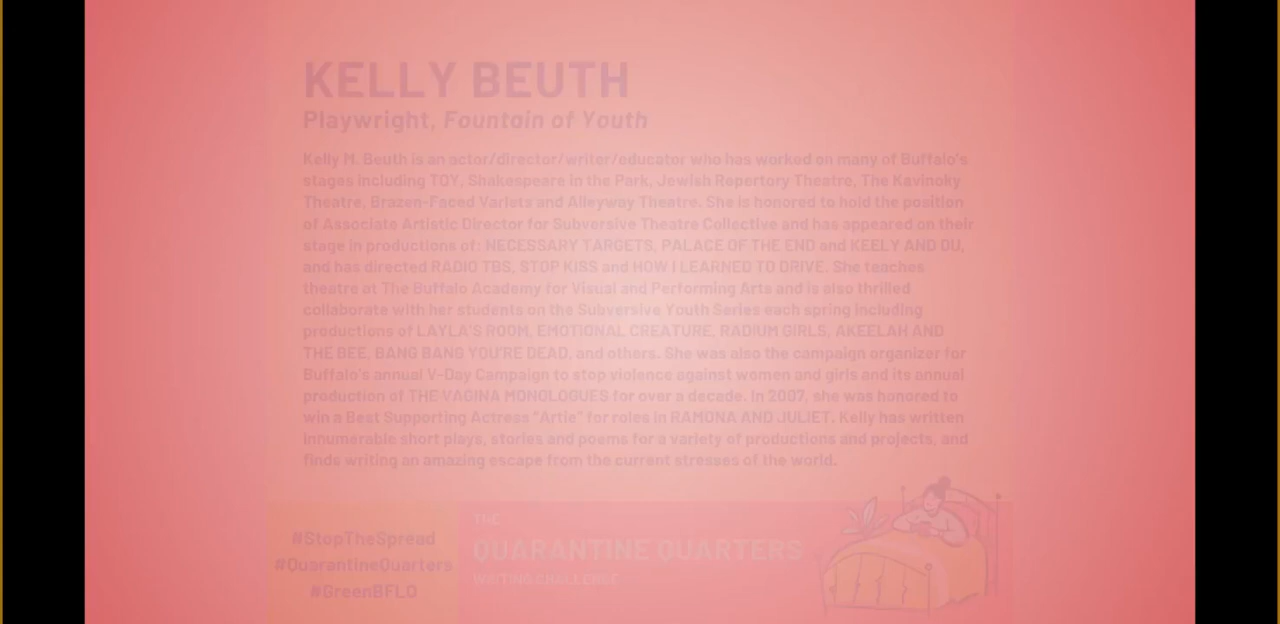 KELLY BEUTH
Playwright, Fountain of Youth
Kelly M. Beuth is an actor/director/writer/educator who has worked on many of Buffalo's
stages including TOY, Shakespeare in the Park, Jewish Repertory Theatre, The Kavinoky
Theatre, Brazen-Faced Varlets and Alleyway Theatre. She is honored to hold the position
of Associate Artistic Director for Subversive Theatre Collective and has appeared on their
stage in productions of: NECESSARY TARGETS, PALACE OF THE END and KEELY AND DU,
and has directed RADIO TBS, STOP KISS and HOW I LEARNED TO DRIVE. She teaches
theatre at The Buffalo Academy for Visual and Performing Arts and is also thrilled
collaborate with her students on the Subversive Youth Series each spring including
productions of LAYLA'S ROOM, EMOTIONAL CREATURE, RADIUM GIRLS, AKEELAH AND
THE BEE, BANG BANG YOU'RE DEAD, and others. She was also the campaign organizer for
Buffalo's annual V-Day Campaign to stop violence against women and girls and its annual
production of THE VAGINA MONOLOGUES for over a decade. In 2007, she was honored to
win a Best Supporting Actress "Artie" for roles in RAMONA AND JULIET. Kelly has written
innumerable short plays, stories and poems for a variety of productions and projects, and
finds writing an amazing escape from the current stresses of the world.
#StopTheSpread
#QuarantineQuarters
#GreenBFLO
THE
QUARANTINE QUARTERS
WRITING CHALLENGE